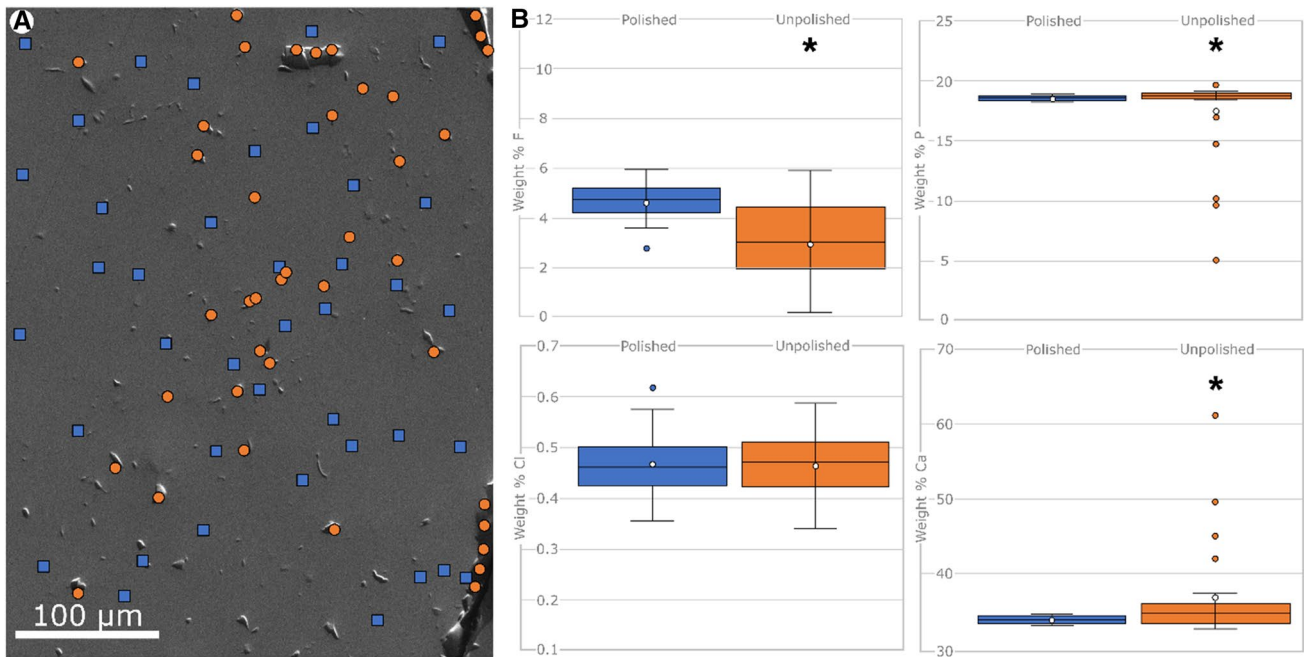 A
100 µm
B
Polished
Unpolished
*
Weight % F
12
10
8
6
4
2
0
Polished
Unpolished
*
Weight % P
25
20
15
10
5
0
Polished
Unpolished
Weight % Cl
0.7
0.6
0.5
0.4
0.3
0.2
0.1
Polished
Unpolished
*
Weight % Ca
70
60
50
40
30